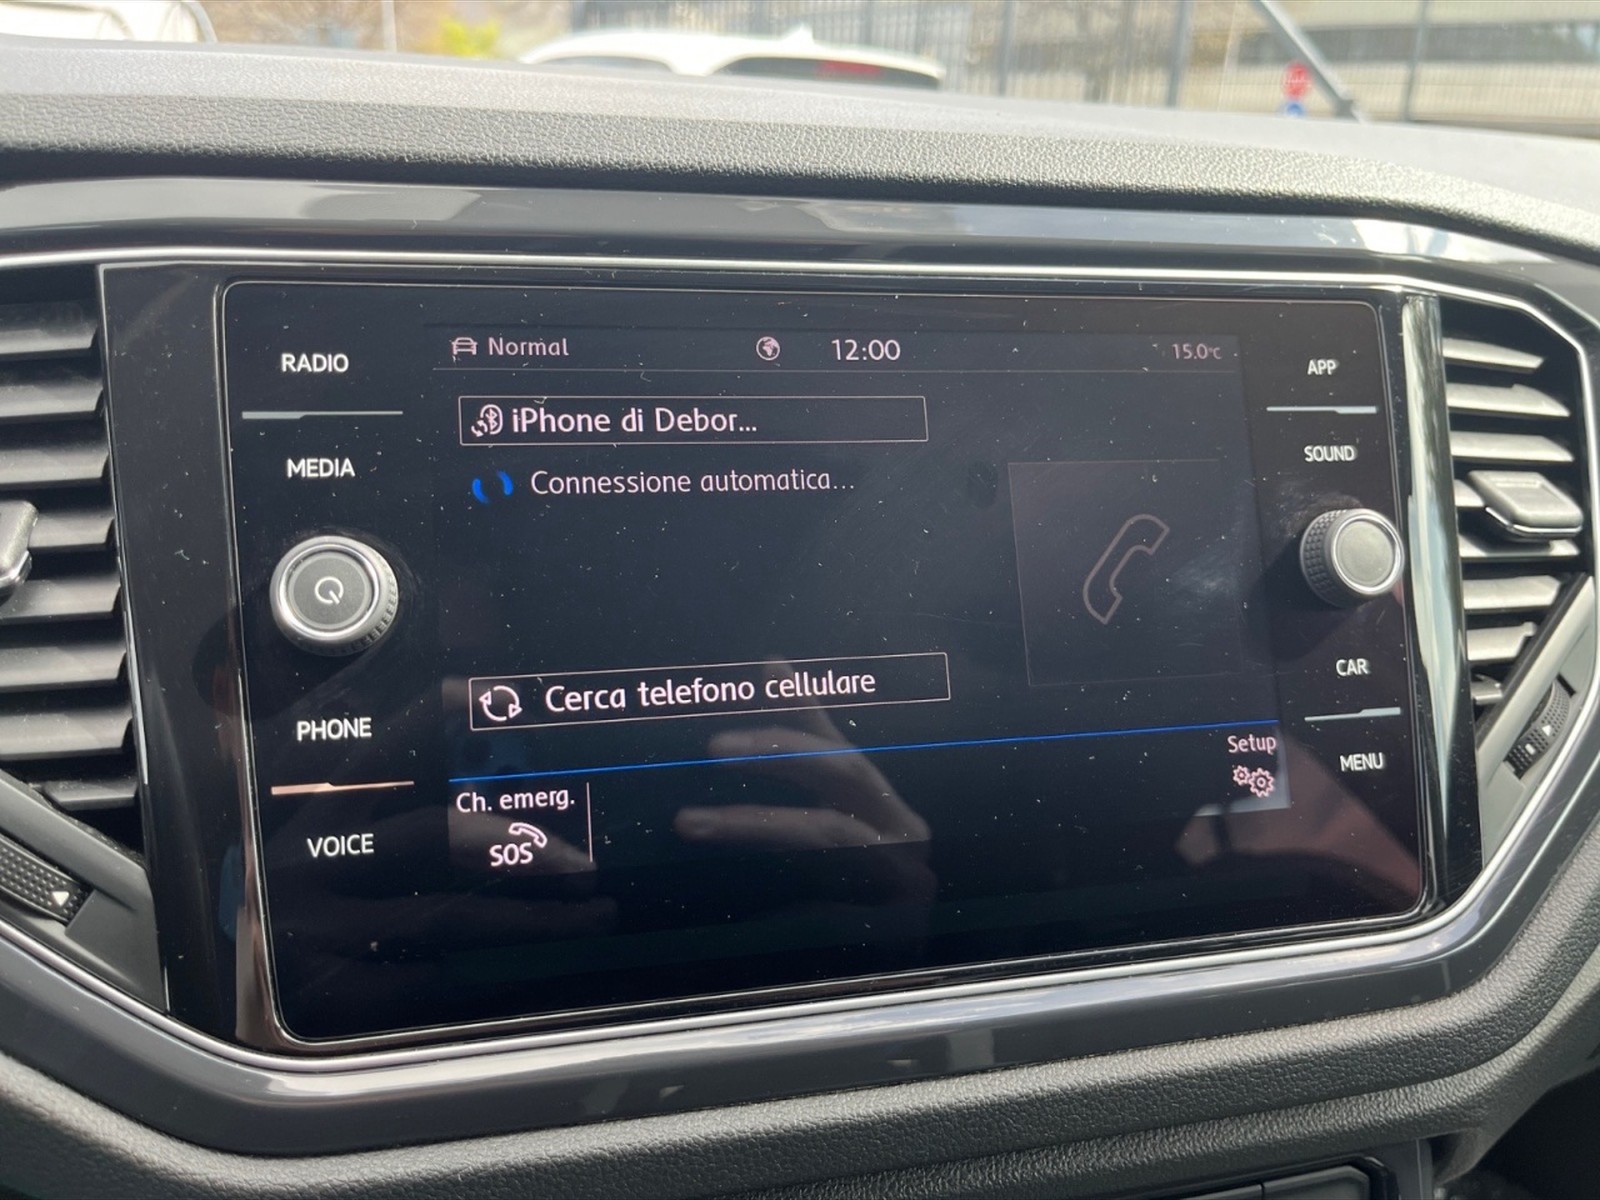 RADIO
MEDIA
PHONE
VOICE
Normal
12:00
15.0°C
iPhone di Debor...
Connessione automatica...
Cerca telefono cellulare
Ch. emerg.
SOS
Setup
APP
SOUND
CAR
MENU